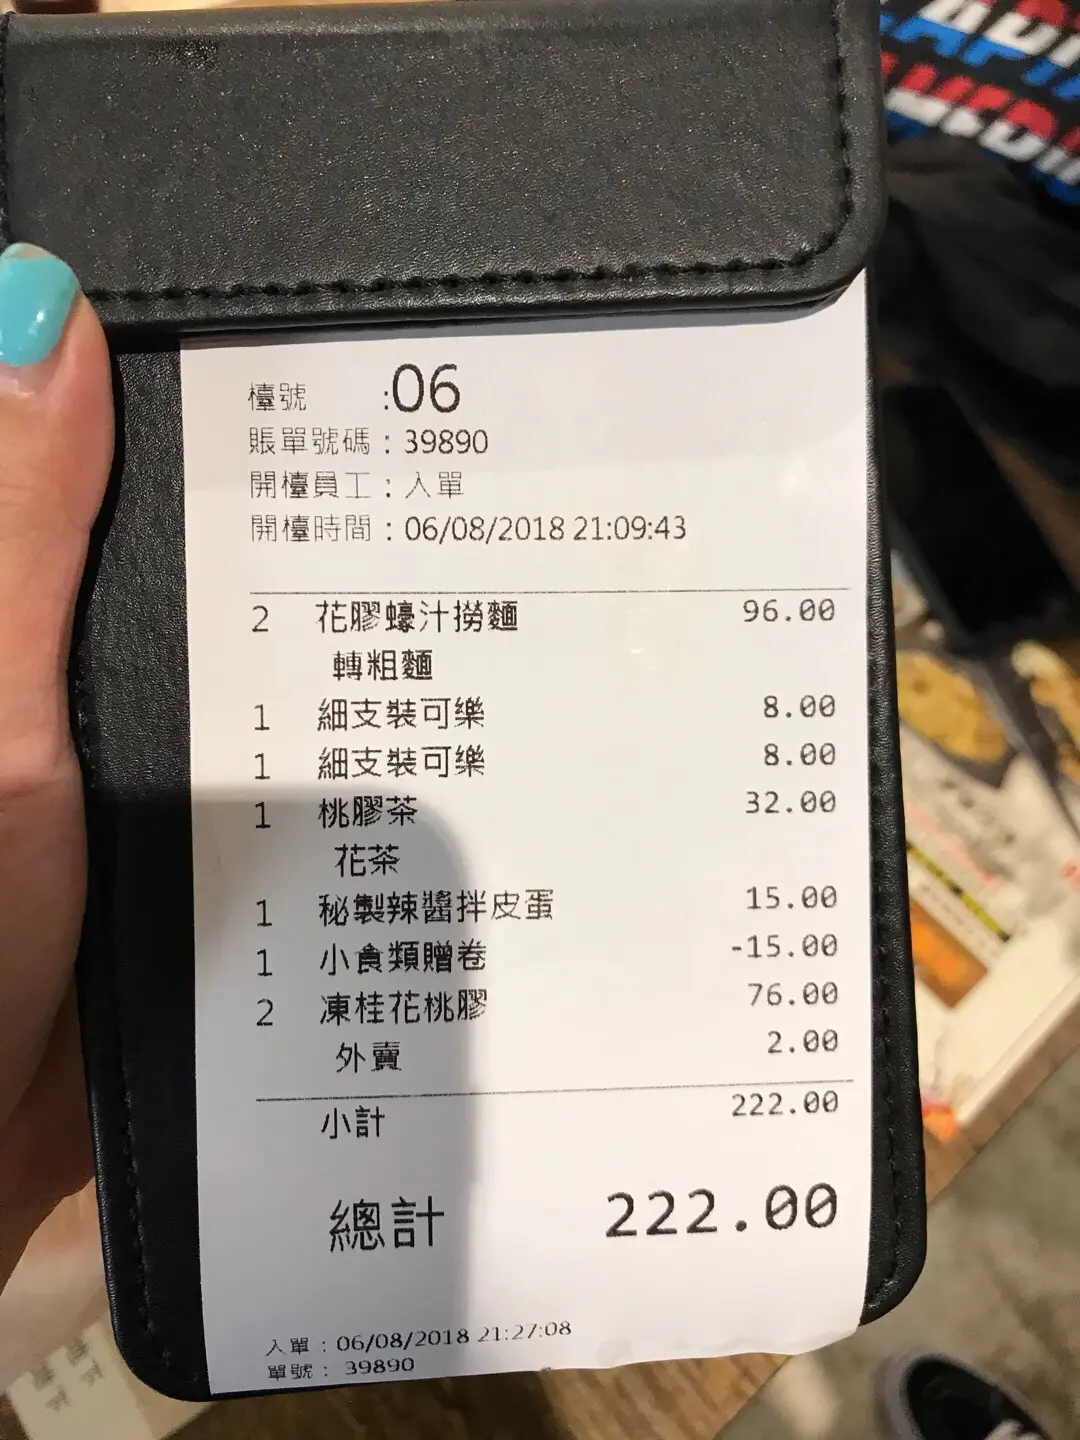 檯號 :06
賬單號碼：39890
開檯員工：入單
開檯時間：06/08/2018 21:09:43
2 花膠蠔汁撈麵 96.00
轉粗麵
1 細支裝可樂 8.00
1 細支裝可樂 8.00
1 桃膠茶 32.00
花茶
1 秘製辣醬拌皮蛋 15.00
1 小食類贈卷 -15.00
2 凍桂花桃膠 76.00
外賣 2.00
小計 222.00
總計 222.00
入單：06/08/2018 21:27:08
單號：39890